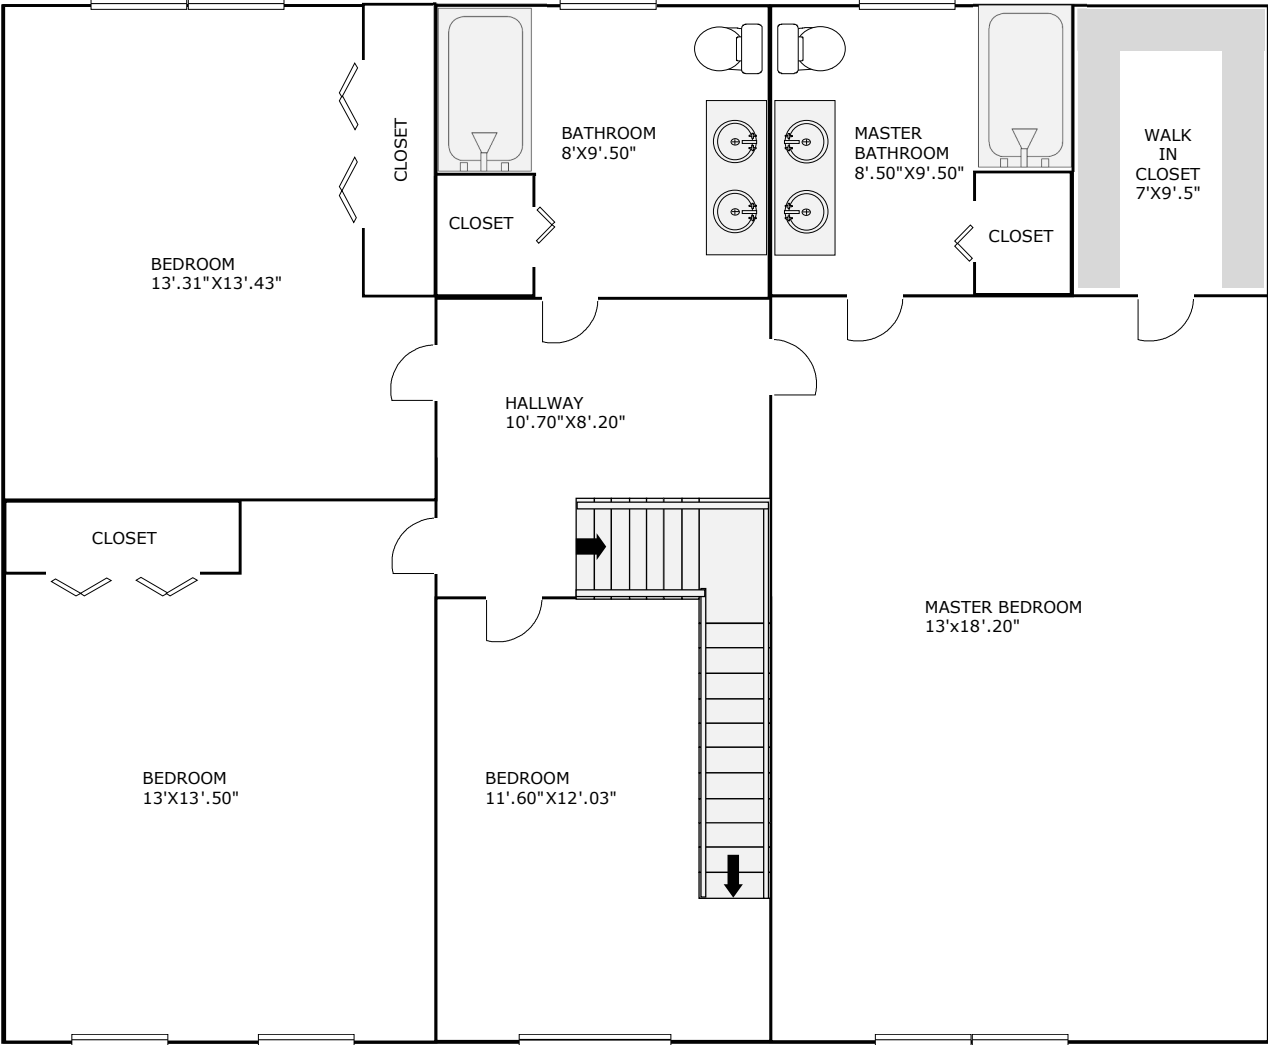 CLOSET
BATHROOM
8'X9'.50"
MASTER
BATHROOM
8'.50"X9'.50"
WALK
IN
CLOSET
7'X9'.5"
CLOSET
CLOSET
BEDROOM
13'.31"X13'.43"
HALLWAY
10'.70"X8'.20"
CLOSET
MASTER BEDROOM
13'x18'.20"
BEDROOM
13'X13'.50"
BEDROOM
11'.60"X12'.03"